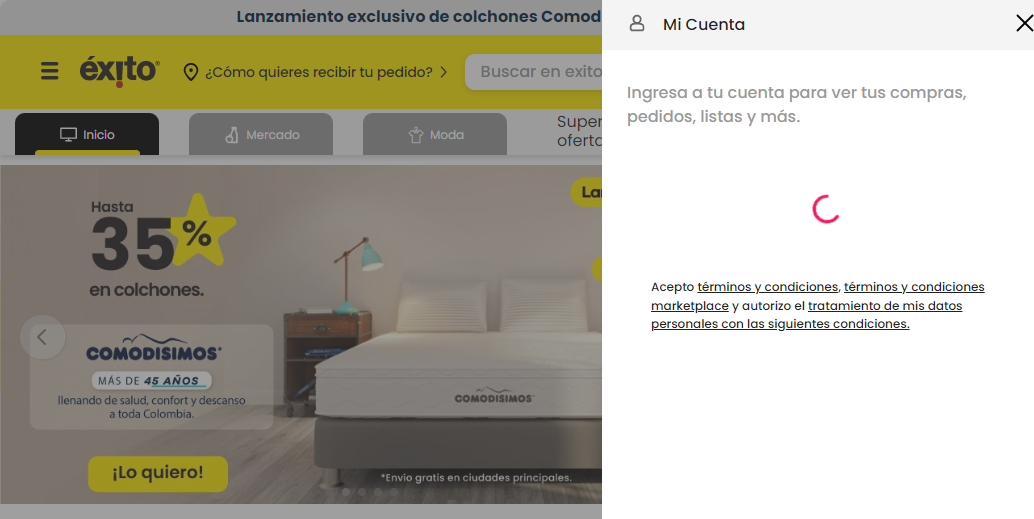 Lanzamiento exclusivo de colchones Comod
éxito
¿Cómo quieres recibir tu pedido?
Buscar en exito
Inicio
Mercado
Moda
Super
oferta
Lan
Hasta
35%
en colchones.
COMODISIMOS
MÁS DE 45 AÑOS
llenando de salud, confort y descanso
a toda Colombia.
¡Lo quiero!
COMODISIMOS
*Envío gratis en ciudades principales.
Mi Cuenta
Ingresa a tu cuenta para ver tus compras,
pedidos, listas y más.
Acepto términos y condiciones, términos y condiciones
marketplace y autorizo el tratamiento de mis datos
personales con las siguientes condiciones.